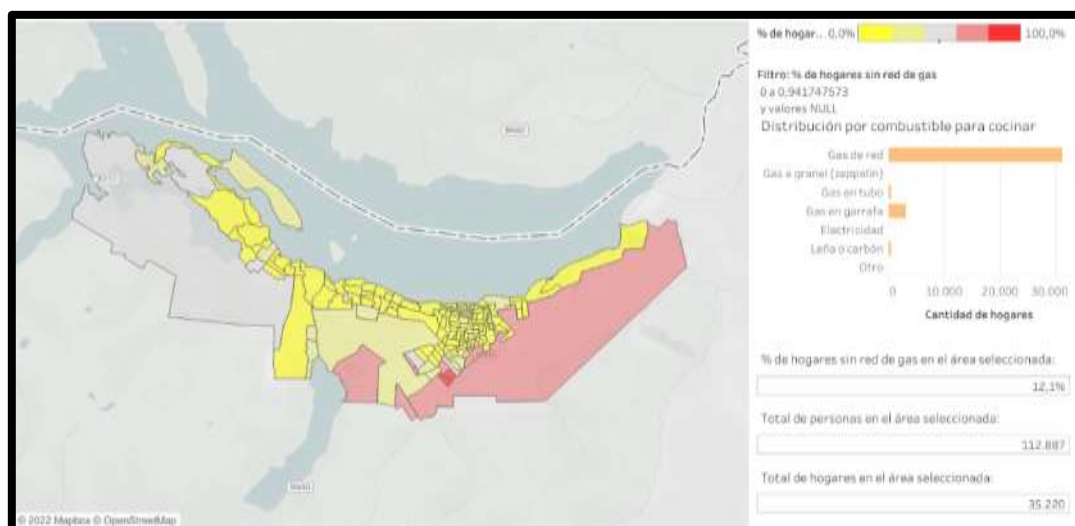 % de hogar... 0,0%
100,0%
Filtro: % de hogares sin red de gas
0 a 0,941747573
y valores NULL
Distribución por combustible para cocinar
Gas de red
Gas a granel (zeppelin)
Gas en tubo
Gas en garrafa
Electricidad
Leña o carbón
Otro
0 10.000 20.000 30.000
Cantidad de hogares
% de hogares sin red de gas en el área seleccionada:
12,1%
Total de personas en el área seleccionada:
112.887
Total de hogares en el área seleccionada:
35.220
© 2022 Mapbox © OpenStreetMap